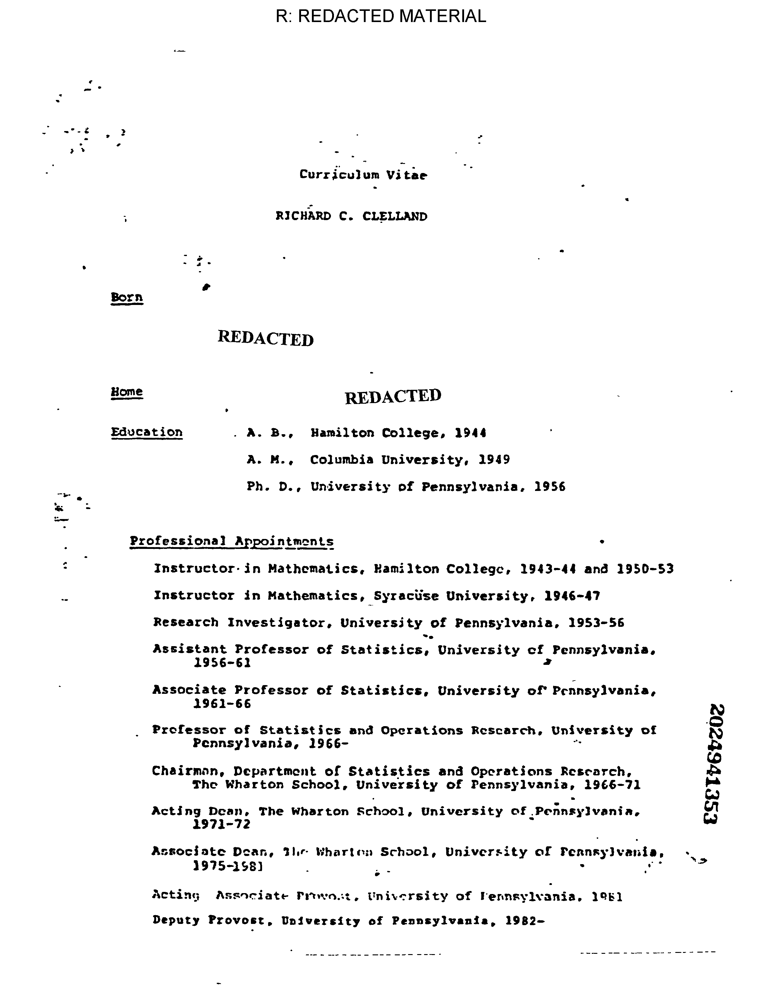 R: REDACTED MATERIAL
Curriculum Vitae
RICHARD C. CLELLAND
Born
REDACTED
Home REDACTED
Education A. B., Hamilton College, 1944
A. M., Columbia University, 1949
Ph. D., University of Pennsylvania, 1956
Professional Appointments
Instructor in Mathematics, Hamilton College, 1943-44 and 1950-53
Instructor in Mathematics, Syracuse University, 1946-47
Research Investigator, University of Pennsylvania, 1953-56
Assistant Professor of Statistics, University of Pennsylvania,
1956-61
Associate Professor of Statistics, University of Pennsylvania,
1961-66
Professor of Statistics and Operations Research, University of
Pennsylvania, 1966-
Chairman, Department of Statistics and Operations Research,
The Wharton School, University of Pennsylvania, 1966-71
Acting Dean, The Wharton School, University of Pennsylvania,
1971-72
Associate Dean, The Wharton School, University of Pennsylvania,
1975-1981
Acting Associate Provost, University of Pennsylvania, 1981
Deputy Provost, University of Pennsylvania, 1982-
2024941353